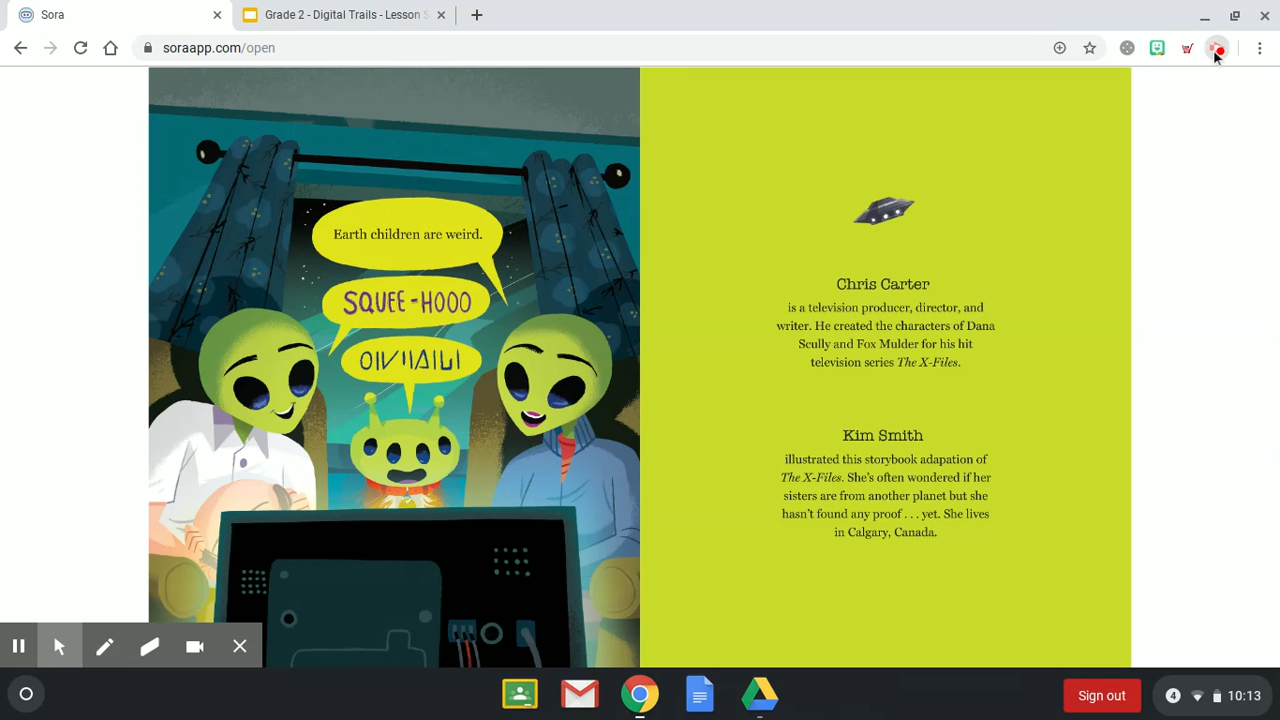 Sora
Grade 2 - Digital Trails - Lesson S
soraapp.com/open
Earth children are weird.
SQUEE-HOOO
Chris Carter
is a television producer, director, and
writer. He created the characters of Dana
Scully and Fox Mulder for his hit
television series The X-Files.
Kim Smith
illustrated this storybook adapation of
The X-Files. She's often wondered if her
sisters are from another planet but she
hasn't found any proof . . . yet. She lives
in Calgary, Canada.
Sign out
4
10:13